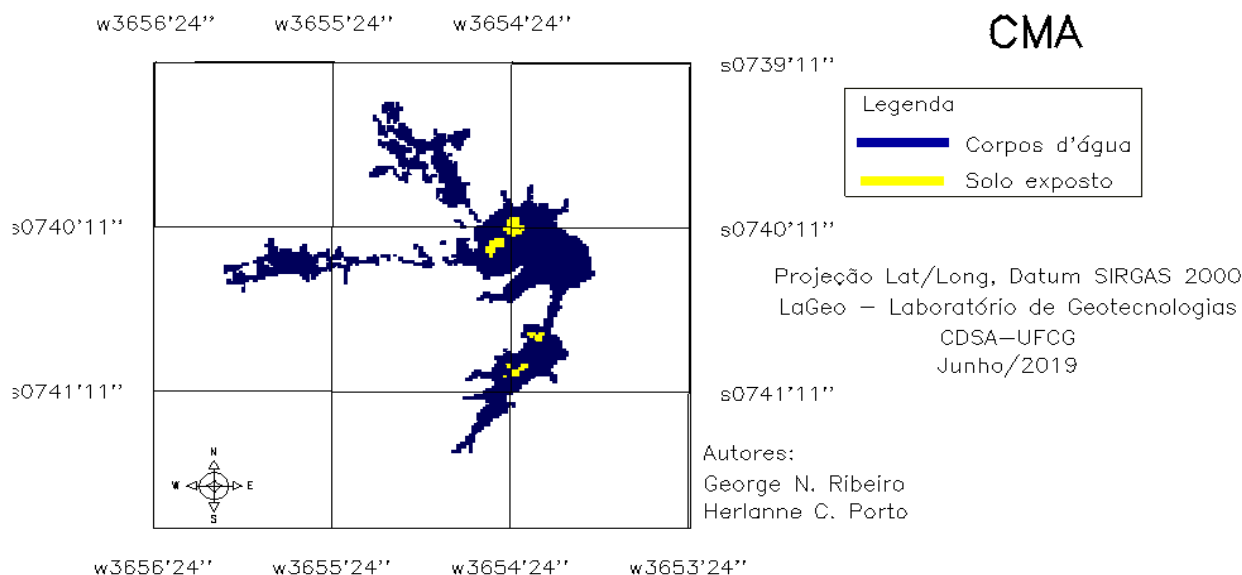 w3656'24'' w3655'24'' w3654'24''
CMA
s0739'11''
Legenda
Corpos d'água
Solo exposto
s0740'11'' s0740'11''
Projeção Lat/Long, Datum SIRGAS 2000
LaGeo – Laboratório de Geotecnologias
CDSA–UFCG
Junho/2019
s0741'11'' s0741'11''
Autores:
George N. Ribeiro
Herlanne C. Porto
N
W E
S
w3656'24'' w3655'24'' w3654'24'' w3653'24''